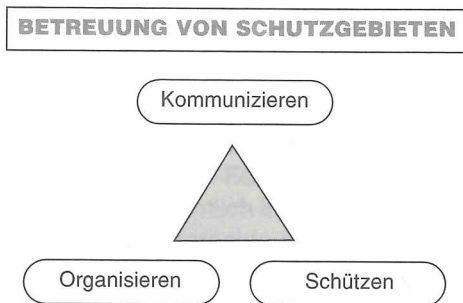 BETREUUNG VON SCHUTZGEBIETEN
Kommunizieren
Organisieren
Schützen